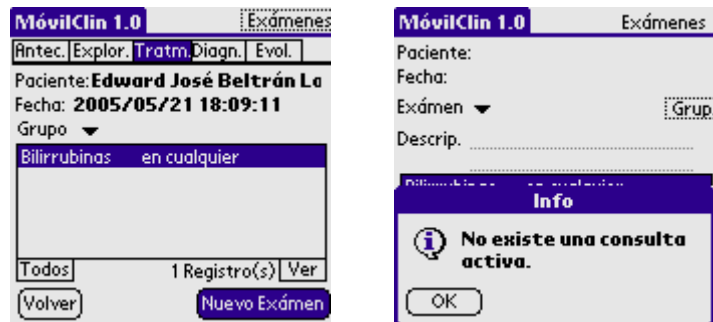 MóvilClin 1.0 Exámenes
Antec. Explor. Tratm. Diagn. Evol.
Paciente: Edward José Beltrán Lo
Fecha: 2005/05/21 18:09:11
Grupo
Bilirrubinas en cualquier
Todos 1 Registro(s) Ver
Volver Nuevo Exámen
MóvilClin 1.0 Exámenes
Paciente:
Fecha:
Exámen Grup
Descrip.
Info
No existe una consulta
activa.
OK